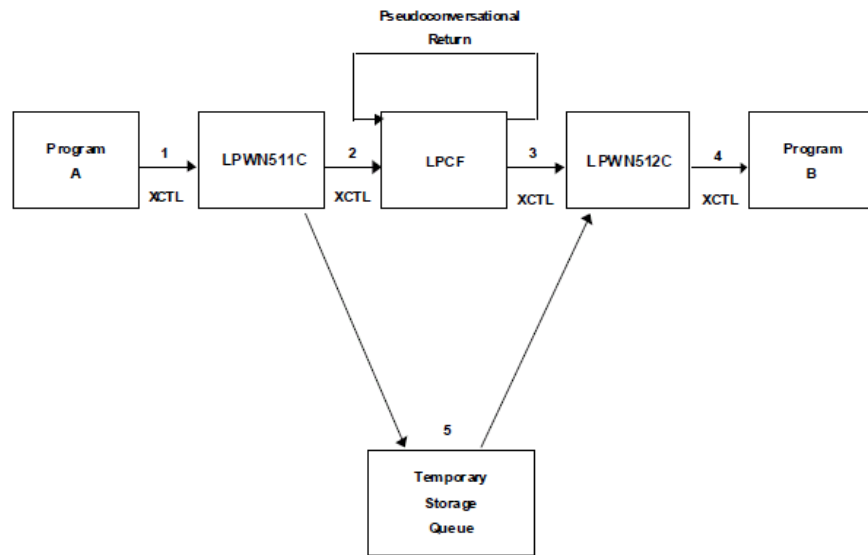 Pseudoconversational
Return
Program
A
1
XCTL
LPWN511C
2
XCTL
LPCF
3
XCTL
LPWN512C
4
XCTL
Program
B
5
Temporary
Storage
Queue